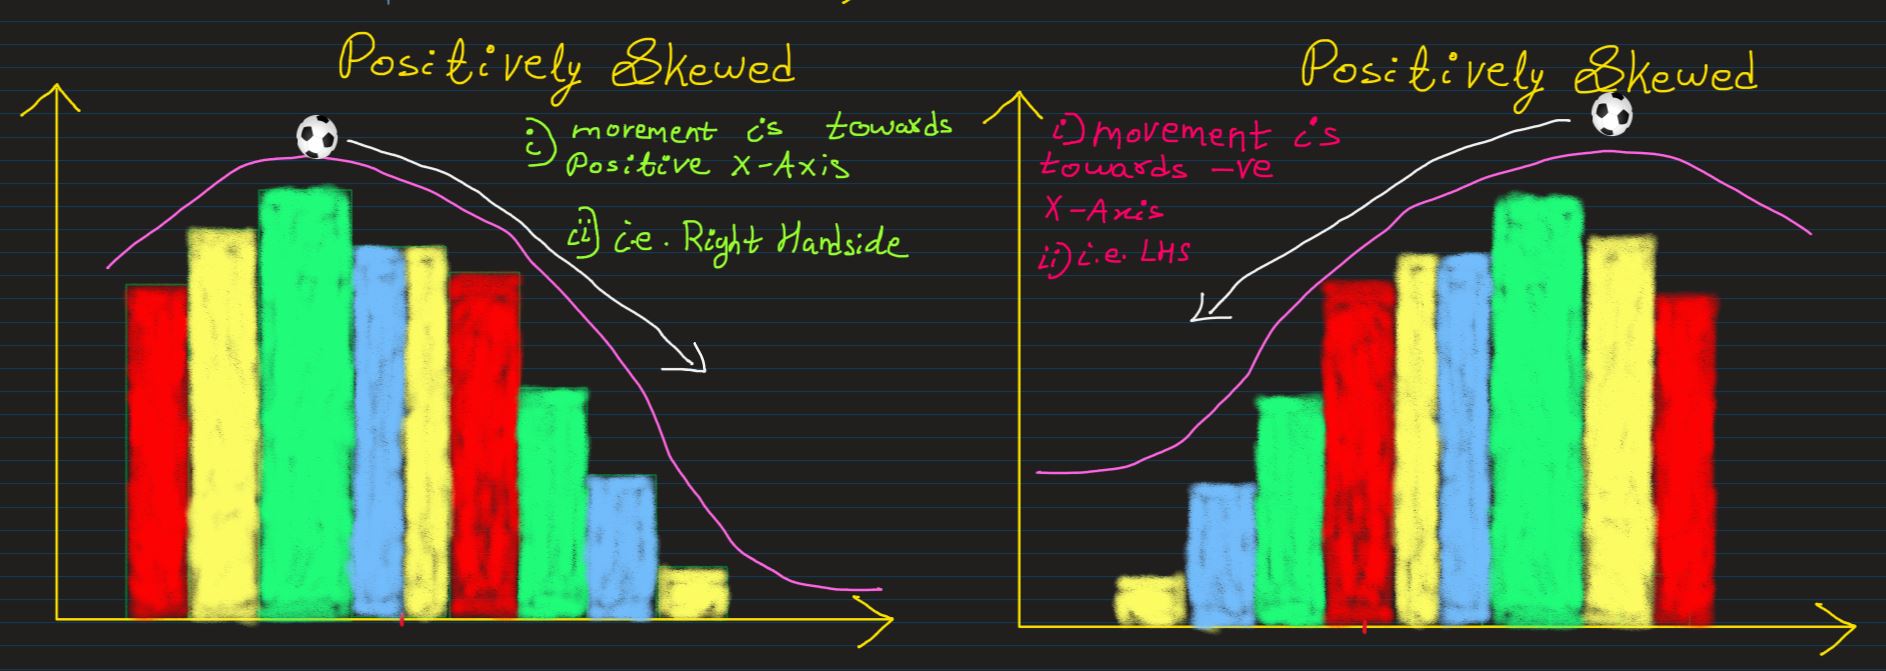 Positively Skewed
i) movement is towards
Positive X-Axis
ii) i.e. Right Handside
Positively Skewed
i) movement is
towards -ve
X-Axis
ii) i.e. LHS